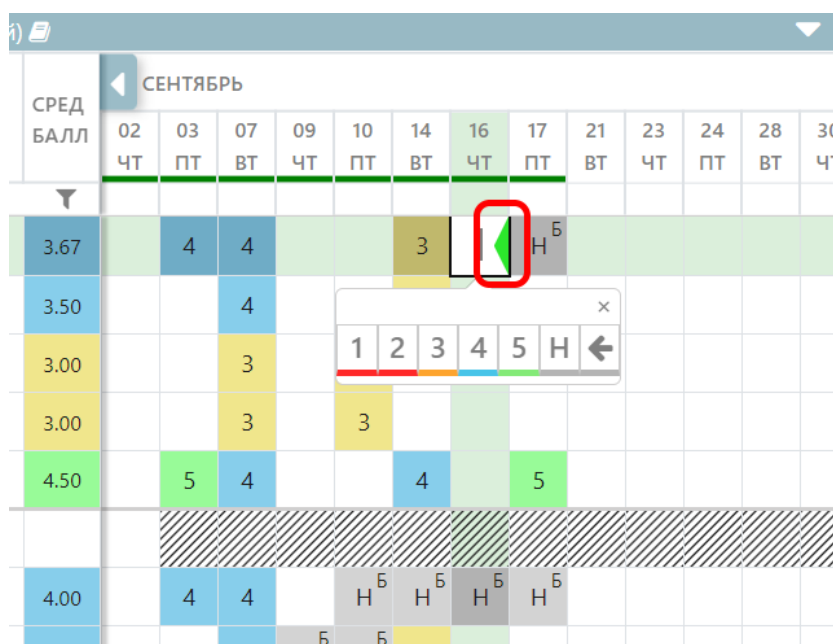 й)
СРЕД БАЛЛ СЕНТЯБРЬ
02 ЧТ 03 ПТ 07 ВТ 09 ЧТ 10 ПТ 14 ВТ 16 ЧТ 17 ПТ 21 ВТ 23 ЧТ 24 ПТ 28 ВТ 30 ЧТ
3.67 4 4 3 Н Б
3.50 4 ×
1 2 3 4 5 Н
3.00 3
3.00 3 3
4.50 5 4 4 5
4.00 4 4 Н Б Н Б Н Б Н Б
Б Б